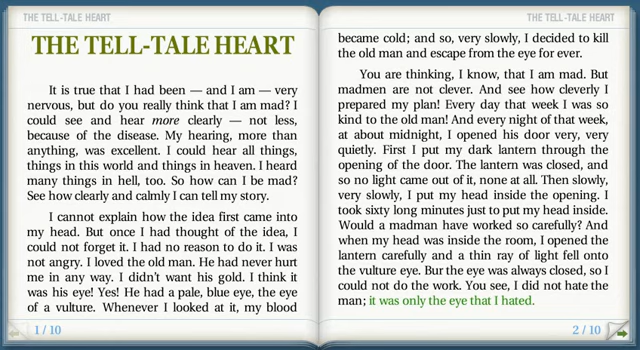 THE TELL-TALE HEART
THE TELL-TALE HEART
It is true that I had been — and I am — very
nervous, but do you really think that I am mad? I
could see and hear more clearly — not less,
because of the disease. My hearing, more than
anything, was excellent. I could hear all things,
things in this world and things in heaven. I heard
many things in hell, too. So how can I be mad?
See how clearly and calmly I can tell my story.
I cannot explain how the idea first came into
my head. But once I had thought of the idea, I
could not forget it. I had no reason to do it. I was
not angry. I loved the old man. He had never hurt
me in any way. I didn't want his gold. I think it
was his eye! Yes! He had a pale, blue eye, the eye
of a vulture. Whenever I looked at it, my blood
1 / 10
THE TELL-TALE HEART
became cold; and so, very slowly, I decided to kill
the old man and escape from the eye for ever.
You are thinking, I know, that I am mad. But
madmen are not clever. And see how cleverly I
prepared my plan! Every day that week I was so
kind to the old man! And every night of that week,
at about midnight, I opened his door very, very
quietly. First I put my dark lantern through the
opening of the door. The lantern was closed, and
so no light came out of it, none at all. Then slowly,
very slowly, I put my head inside the opening. I
took sixty long minutes just to put my head inside.
Would a madman have worked so carefully? And
when my head was inside the room, I opened the
lantern carefully and a thin ray of light fell onto
the vulture eye. Bur the eye was always closed, so I
could not do the work. You see, I did not hate the
man; it was only the eye that I hated.
2 / 10